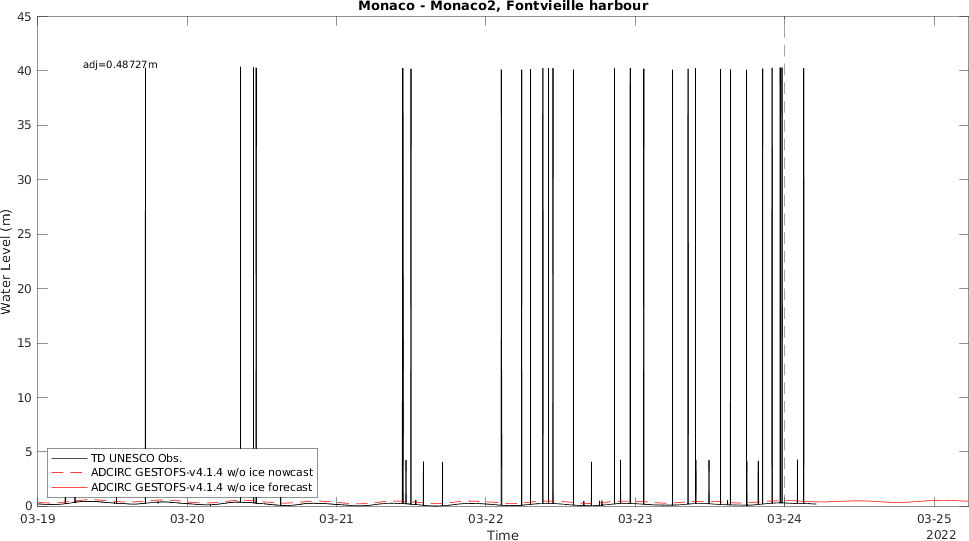 Monaco - Monaco2, Fontvieille harbour
45
adj=0.48727m
40
35
30
25
20
15
10
5
0
Water Level (m)
TD UNESCO Obs.
ADCIRC GESTOFS-v4.1.4 w/o ice nowcast
ADCIRC GESTOFS-v4.1.4 w/o ice forecast
03-19 03-20 03-21 03-22 03-23 03-24 03-25
Time
2022